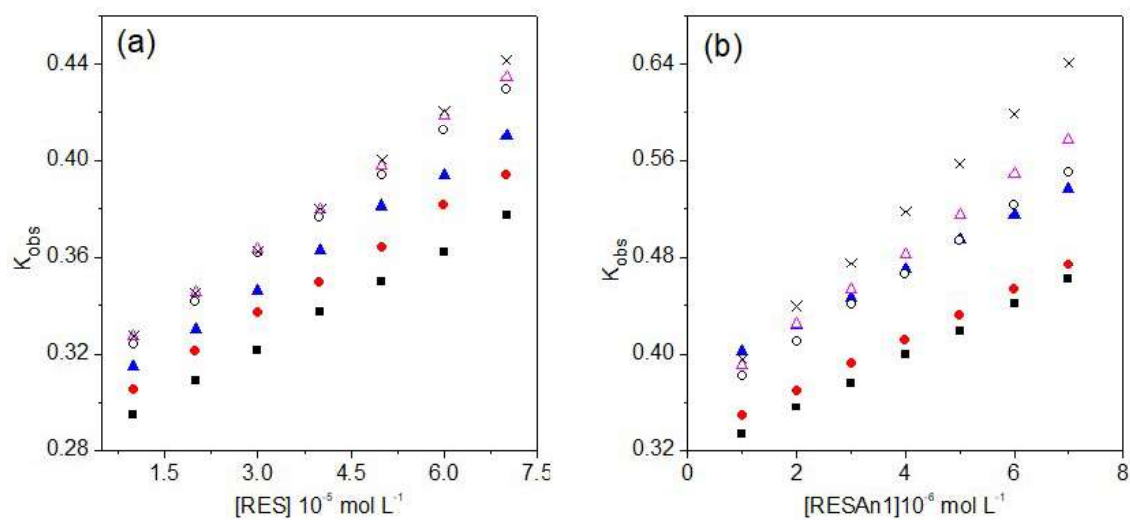 (a)
0.44
0.40
0.36
0.32
0.28
K_obs
1.5 3.0 4.5 6.0 7.5
[RES] 10^-5 mol L^-1
(b)
0.64
0.56
0.48
0.40
0.32
K_obs
0 2 4 6 8
[RESAn1]10^-6 mol L^-1